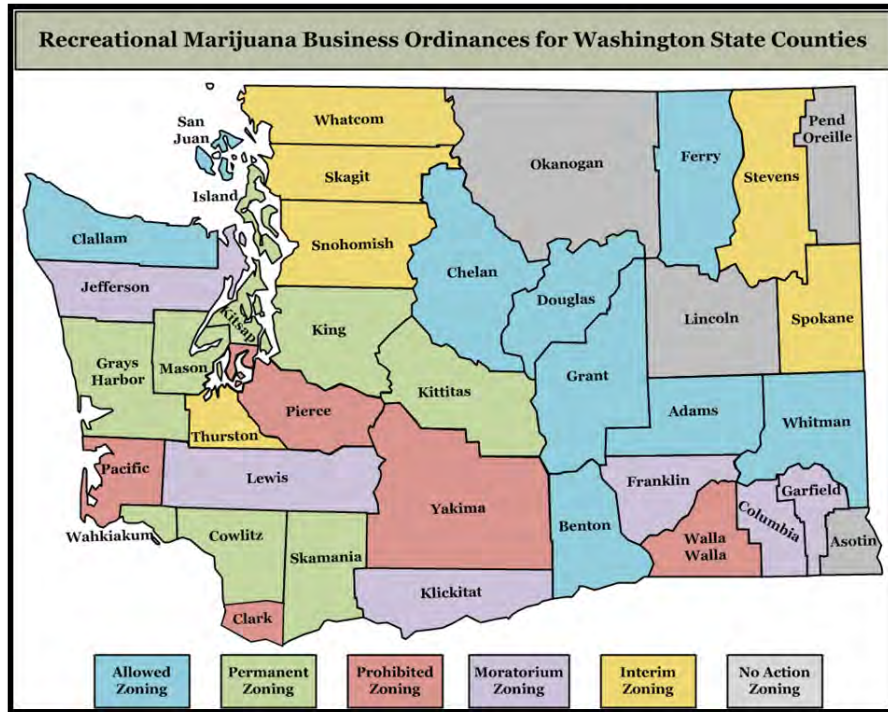 Recreational Marijuana Business Ordinances for Washington State Counties
San
Juan
Whatcom
Island
Skagit
Okanogan
Ferry
Stevens
Pend
Oreille
Clallam
Snohomish
Chelan
Jefferson
Douglas
Kitsap
King
Lincoln
Spokane
Grays
Harbor
Mason
Kittitas
Grant
Pierce
Adams
Whitman
Thurston
Pacific
Lewis
Yakima
Franklin
Garfield
Columbia
Benton
Walla
Walla
Asotin
Wahkiakum
Cowlitz
Skamania
Klickitat
Clark
Allowed
Zoning
Permanent
Zoning
Prohibited
Zoning
Moratorium
Zoning
Interim
Zoning
No Action
Zoning